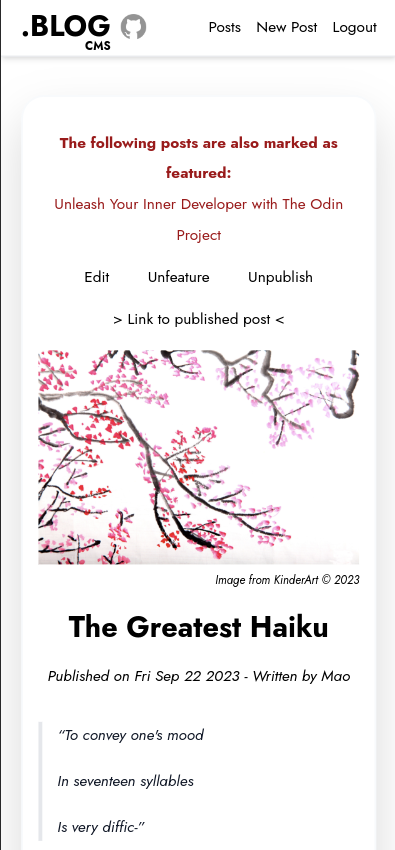 .BLOG
CMS
Posts New Post Logout
The following posts are also marked as
featured:
Unleash Your Inner Developer with The Odin
Project
Edit Unfeature Unpublish
> Link to published post <
Image from KinderArt © 2023
The Greatest Haiku
Published on Fri Sep 22 2023 - Written by Mao
“To convey one's mood
In seventeen syllables
Is very diffic-”